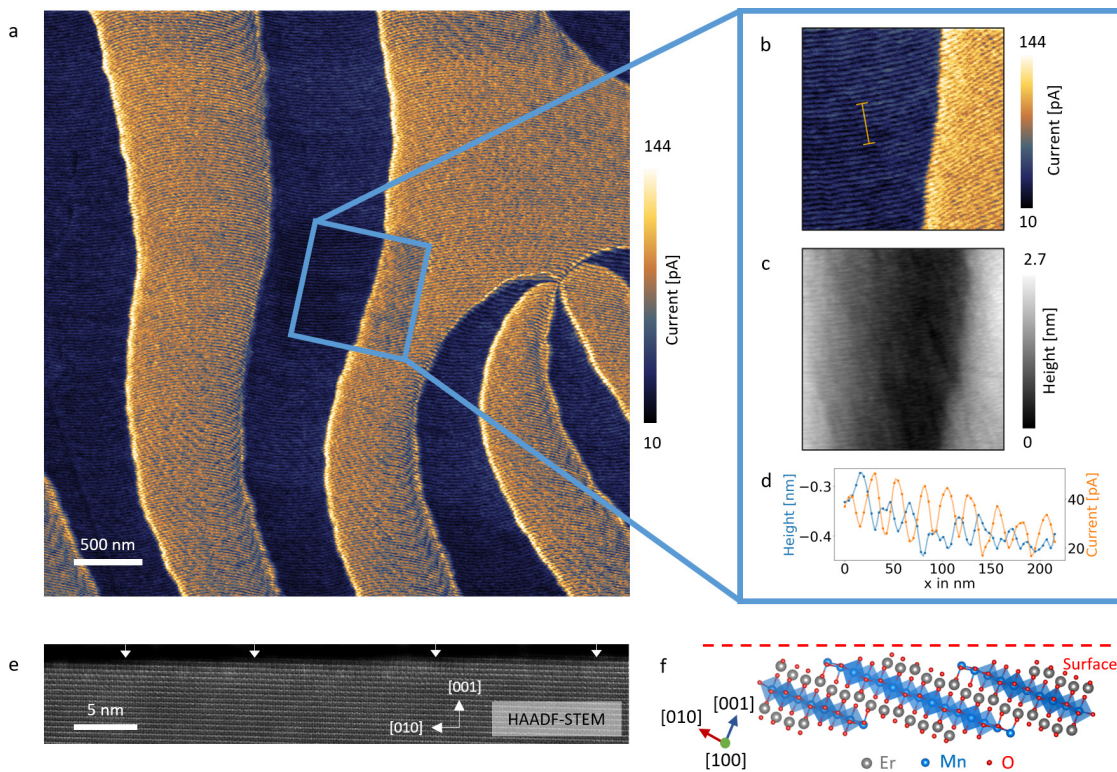 a
500 nm
144
Current [pA]
10
b
144
Current [pA]
10
c
2.7
Height [nm]
0
d
Height [nm]
−0.3
−0.4
40
20
Current [pA]
0 50 100 150 200
x in nm
e
5 nm
[001]
[010]
HAADF-STEM
f
Surface
[010]
[001]
[100]
Er Mn O